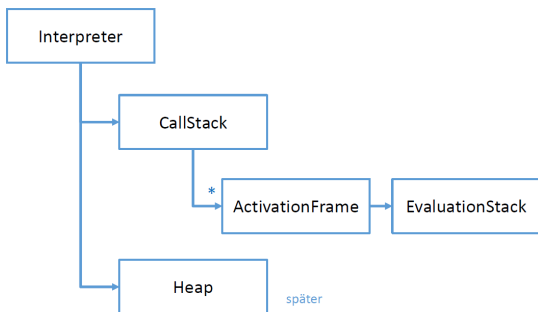 Interpreter
CallStack
*
ActivationFrame
EvaluationStack
Heap
später